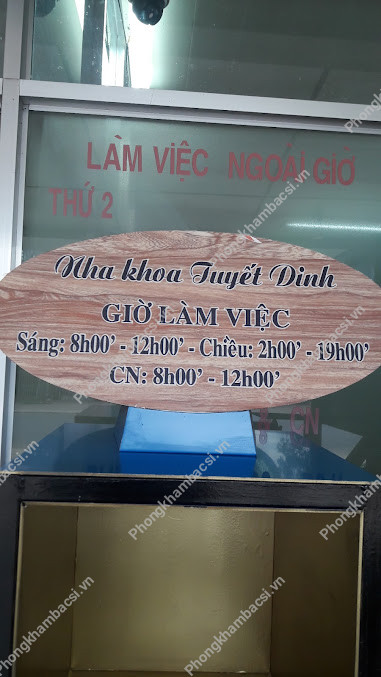 LÀM VIỆC NGOÀI GIỜ
THỨ 2
Nha khoa Tuyết Dinh
GIỜ LÀM VIỆC
Sáng: 8h00' - 12h00' - Chiều: 2h00' - 19h00'
CN: 8h00' - 12h00'
CN
Phongkhambacsi.vn